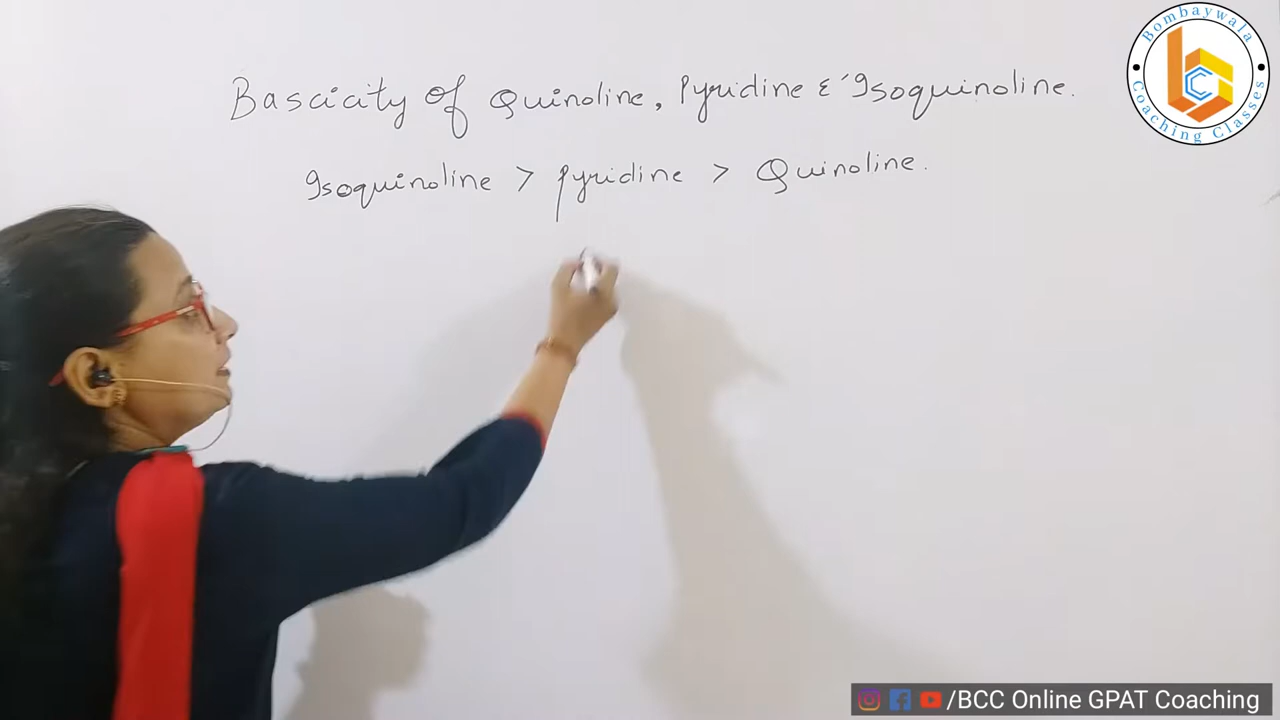 Bascicity of Quinoline, Pyridine & Isoquinoline.
Isoquinoline > pyridine > Quinoline.
Bombaywala
Coaching Classes
/BCC Online GPAT Coaching